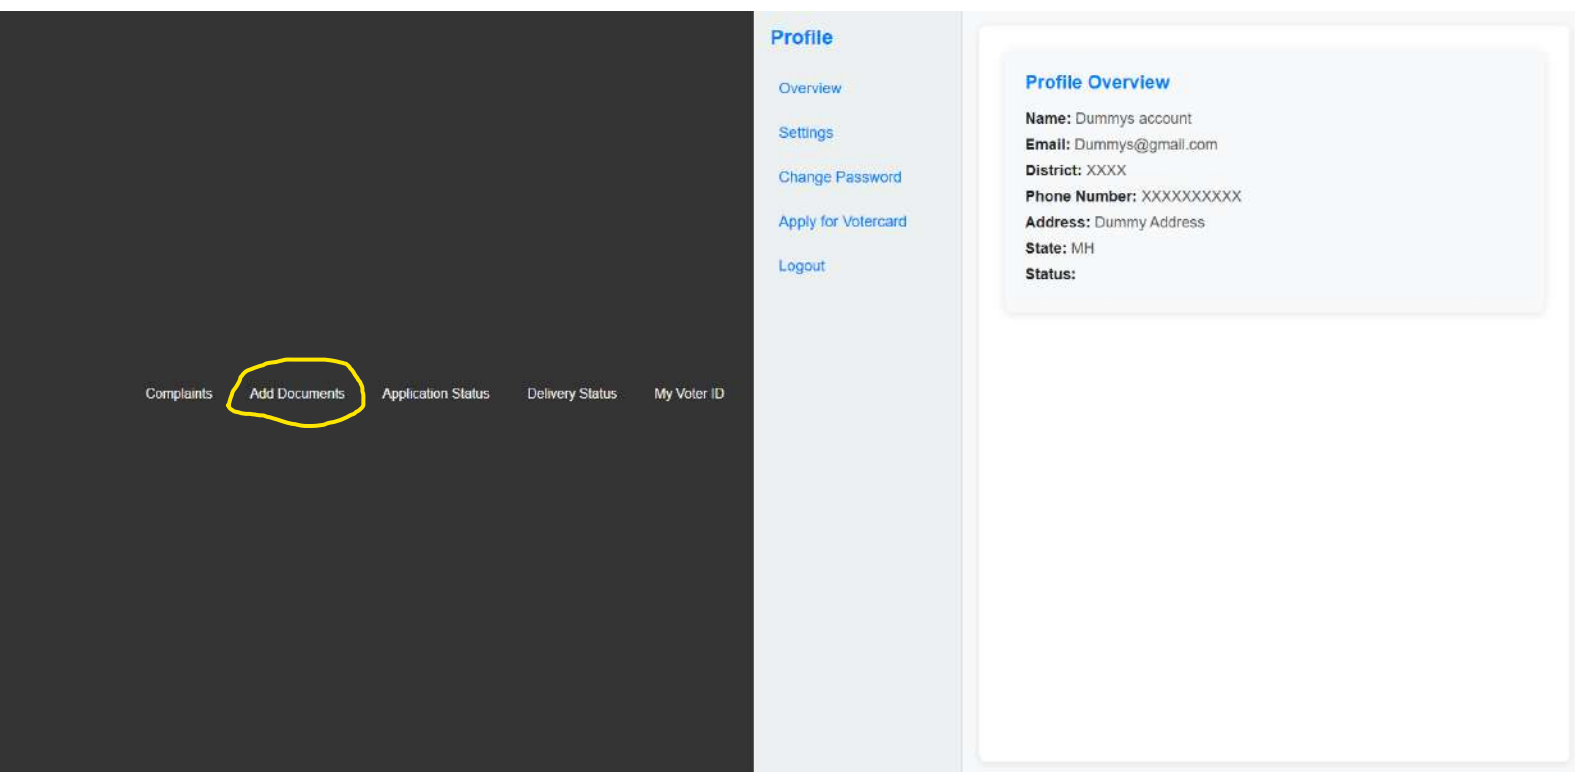 Complaints Add Documents Application Status Delivery Status My Voter ID
Profile
Overview
Settings
Change Password
Apply for Votercard
Logout
Profile Overview
Name: Dummys account
Email: Dummys@gmail.com
District: XXXX
Phone Number: XXXXXXXXXX
Address: Dummy Address
State: MH
Status: